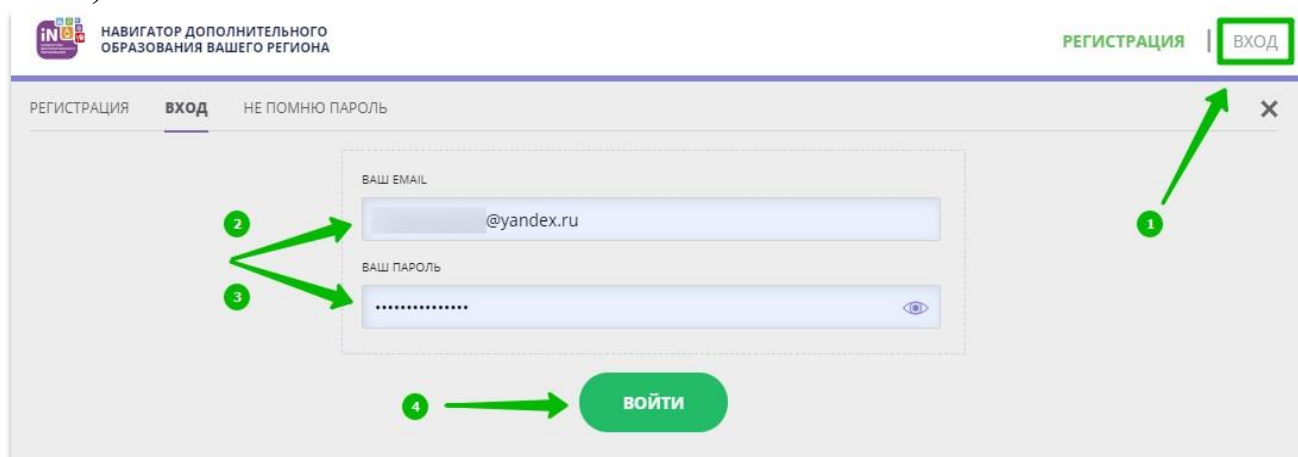 )
iNO
НАВИГАТОР ДОПОЛНИТЕЛЬНОГО
ОБРАЗОВАНИЯ ВАШЕГО РЕГИОНА
РЕГИСТРАЦИЯ | ВХОД
РЕГИСТРАЦИЯ ВХОД НЕ ПОМНЮ ПАРОЛЬ
ВАШ EMAIL
@yandex.ru
2
1
ВАШ ПАРОЛЬ
3
•••••••••••••••
4
ВОЙТИ